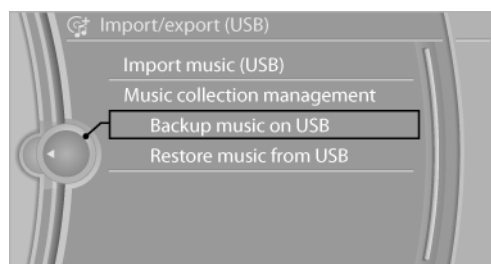 Import/export (USB)
Import music (USB)
Music collection management
Backup music on USB
Restore music from USB